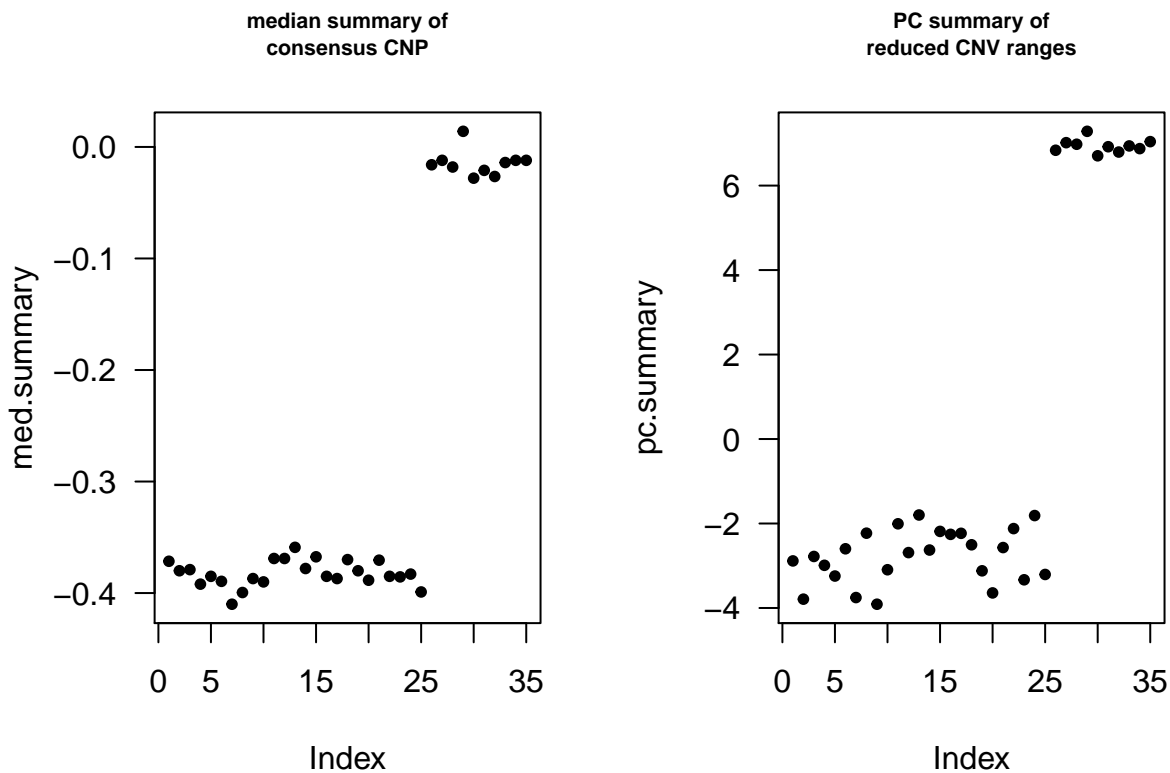 median summary of
consensus CNP
0.0
−0.1
−0.2
−0.3
−0.4
med.summary
0 5 15 25 35
Index
PC summary of
reduced CNV ranges
6
4
2
0
−2
−4
pc.summary
0 5 15 25 35
Index